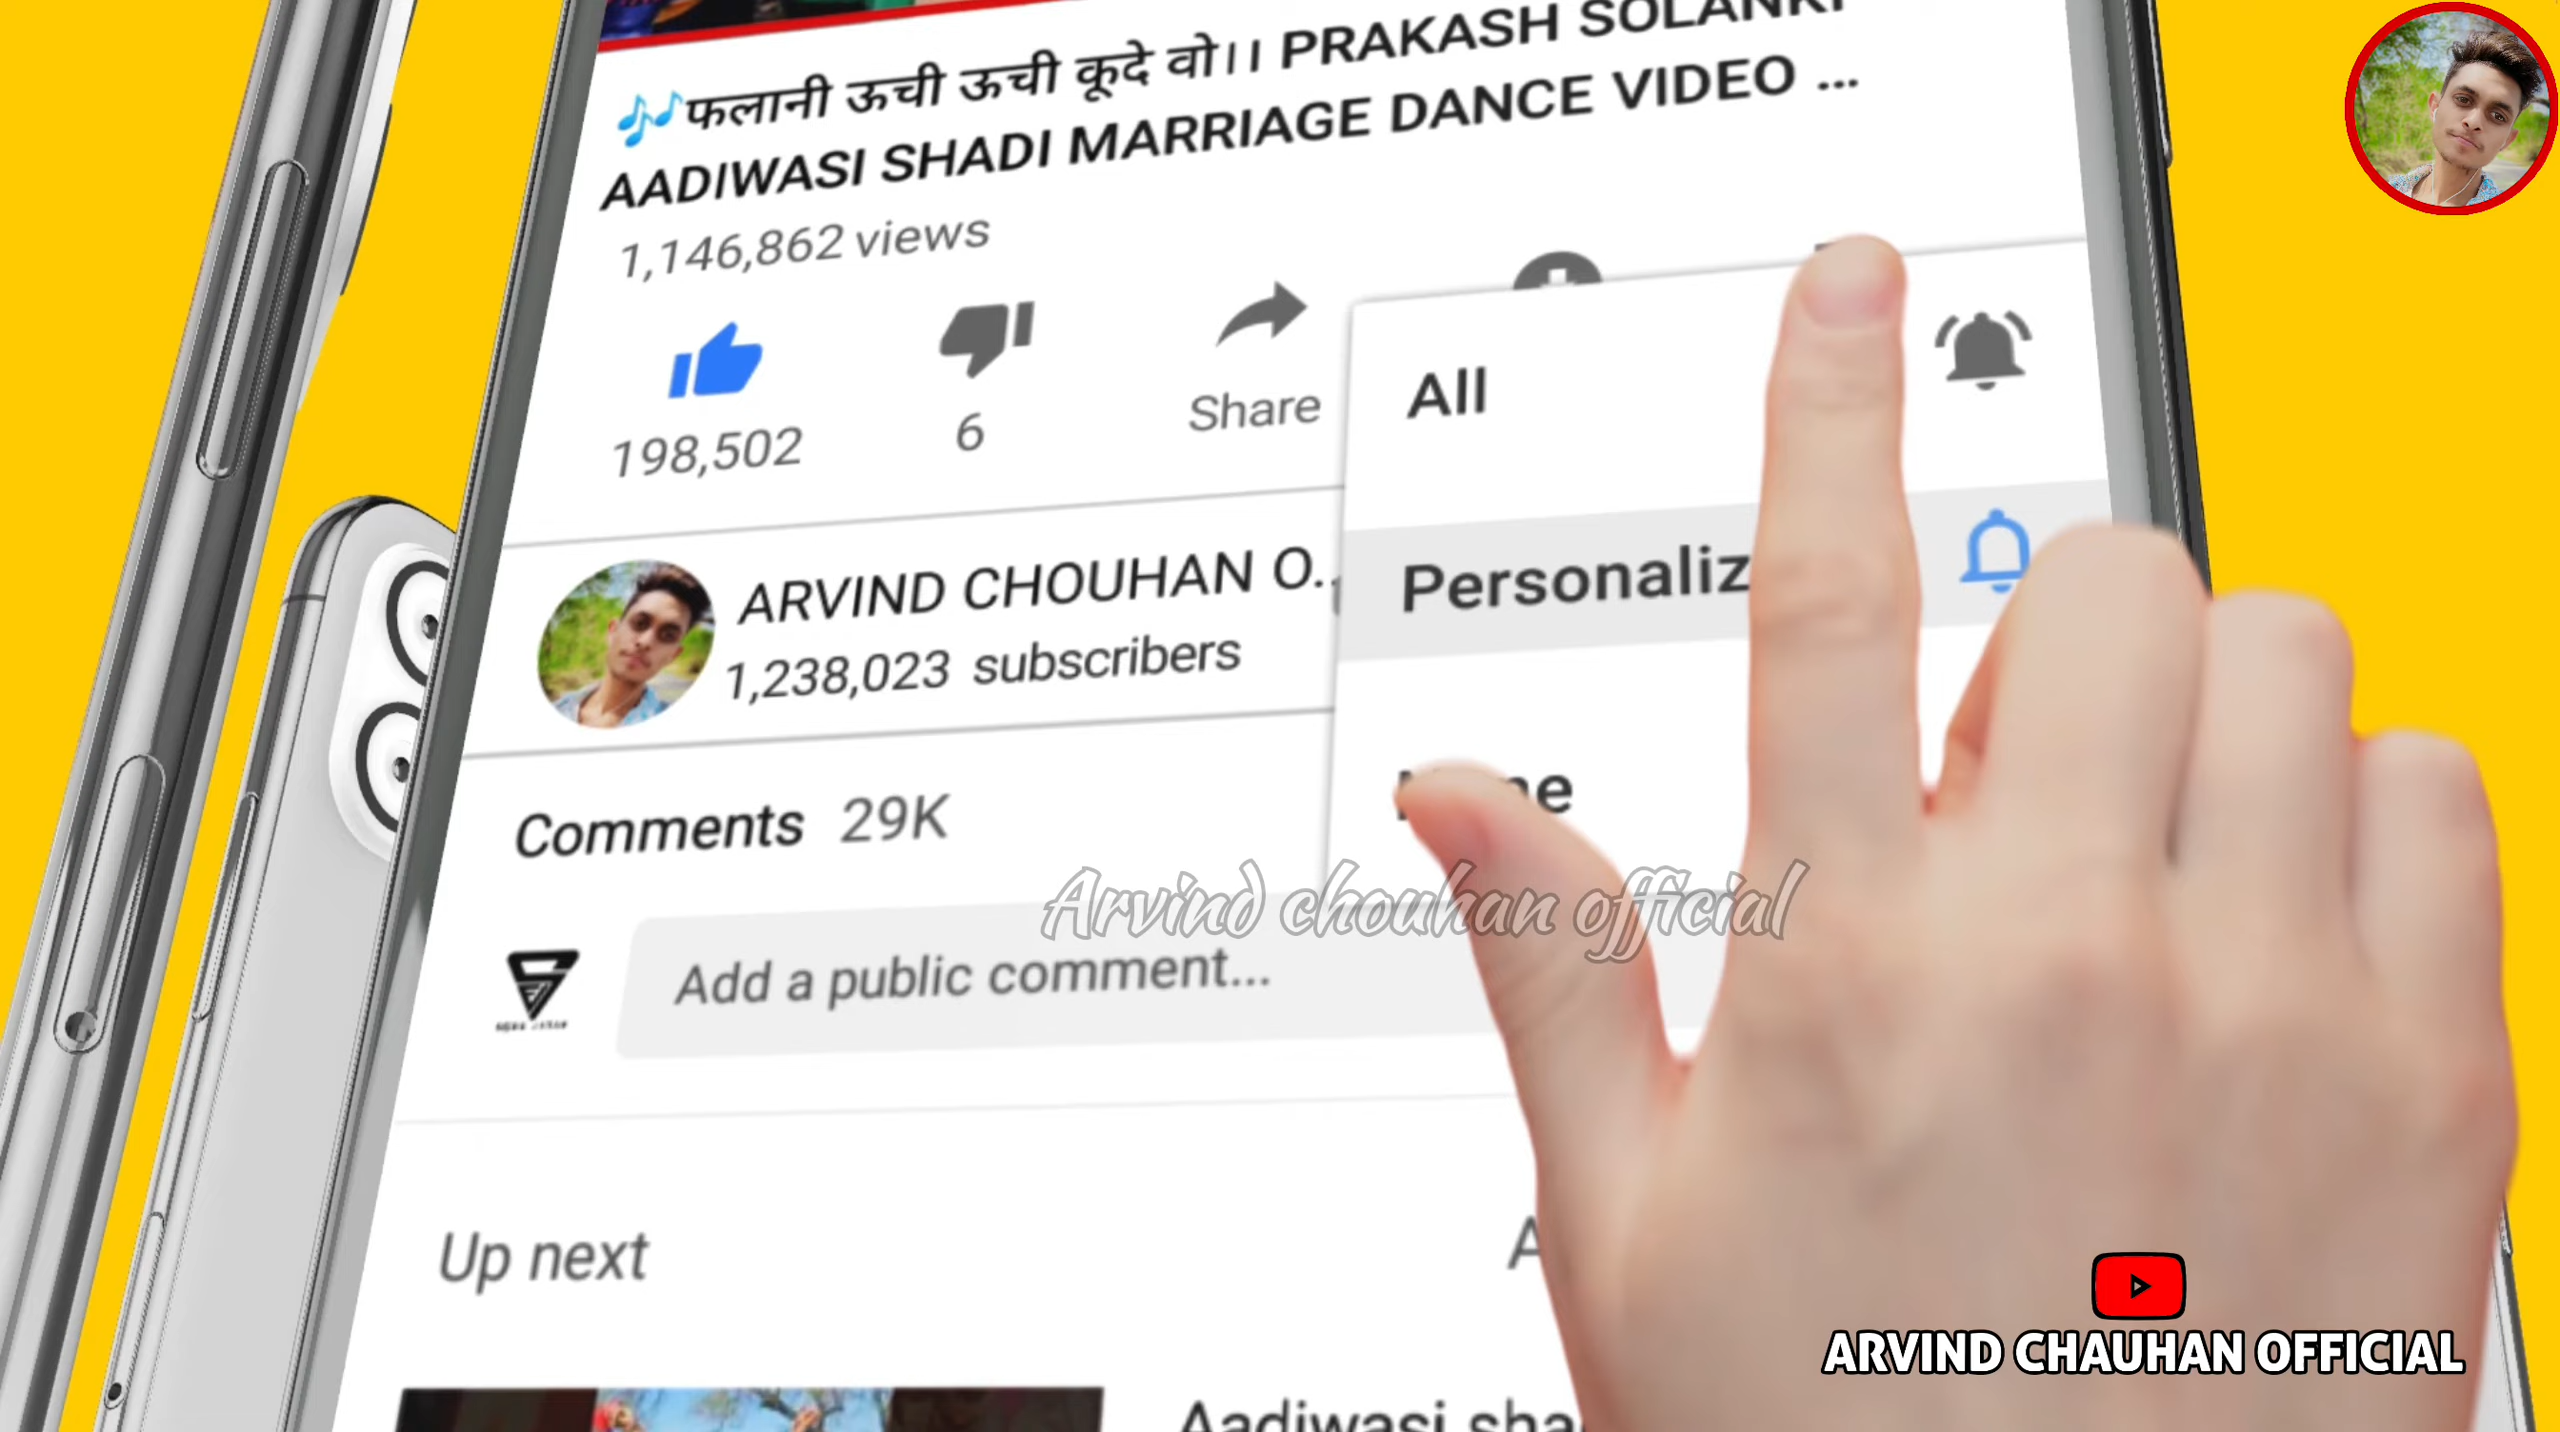 🎶फलानी ऊची ऊची कूदे वो।। PRAKASH SOLANKI
AADIWASI SHADI MARRIAGE DANCE VIDEO ...
1,146,862 views
198,502
6
Share
All
Personaliz
ARVIND CHOUHAN O..
1,238,023 subscribers
Comments 29K
Arvind chouhan official
Add a public comment...
Up next
Aadiwasi sha
ARVIND CHAUHAN OFFICIAL